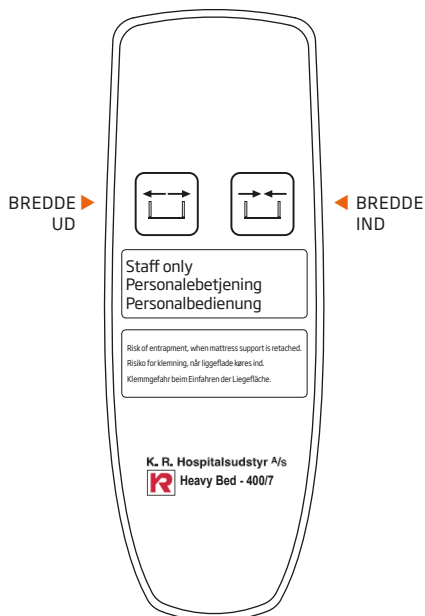 BREDDE
UD
BREDDE
IND
Staff only
Personalebetjening
Personalbedienung
Risk of entrapment, when mattress support is retached.
Risiko for klemning, når liggeflade køres ind.
Klemmgefahr beim Einfahren der Liegefläche.
K. R. Hospitalsudstyr A/s
KR Heavy Bed - 400/7